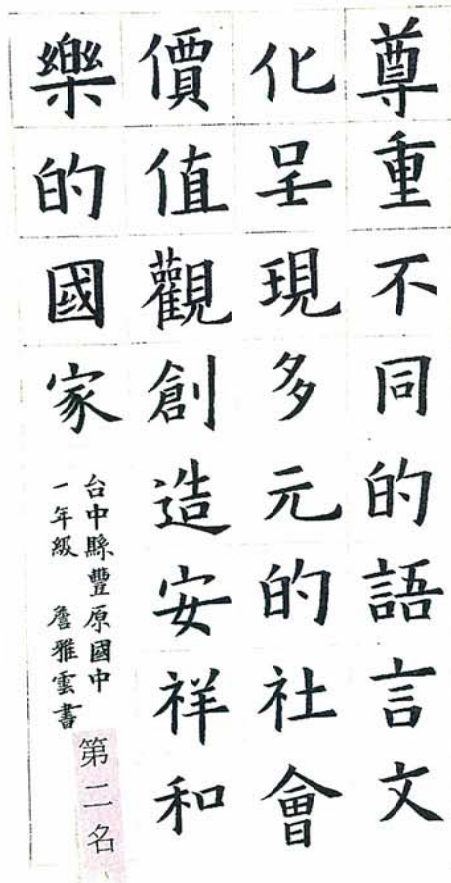 尊重不同的語言文
化呈現多元的社會
價值觀創造安祥和
樂的國家
台中縣豐原國中
一年級 詹雅雲書
第二名